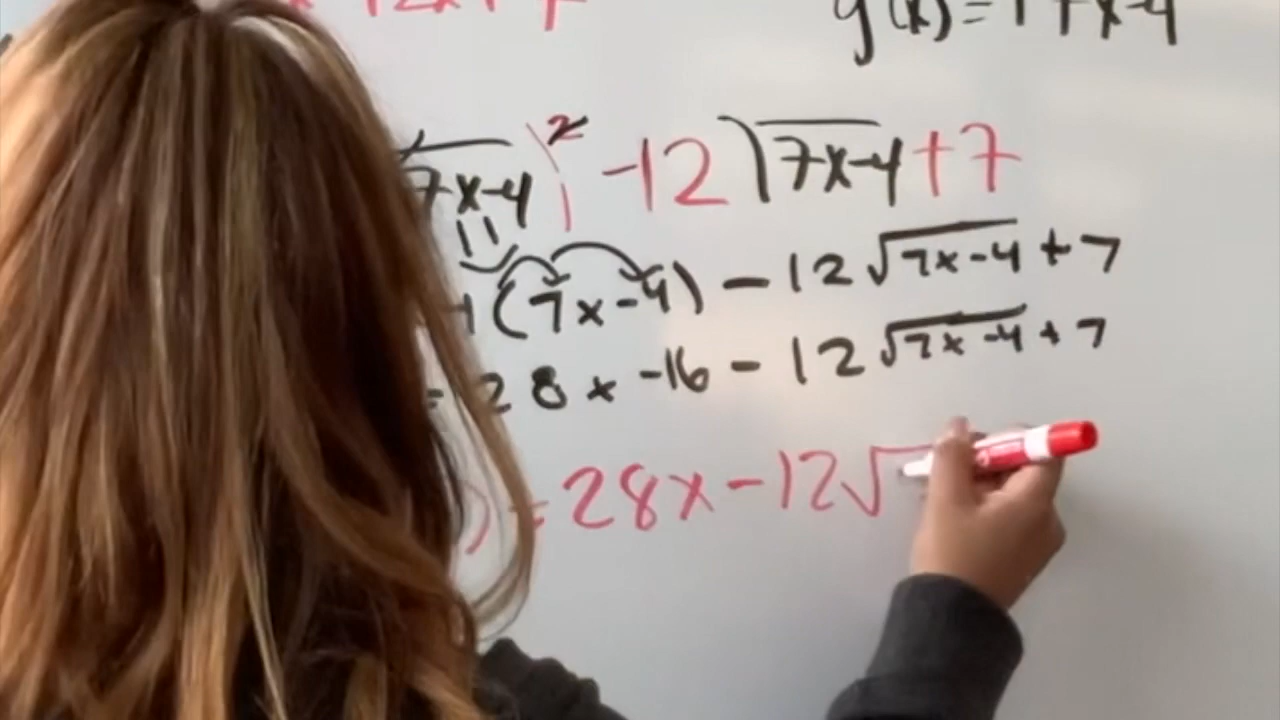 g(x)=√7x-4
√7x-4)² -12√7x-4+7
(7x-4) - 12√7x-4 + 7
= 28x -16 - 12√7x-4 + 7
) = 28x-12√